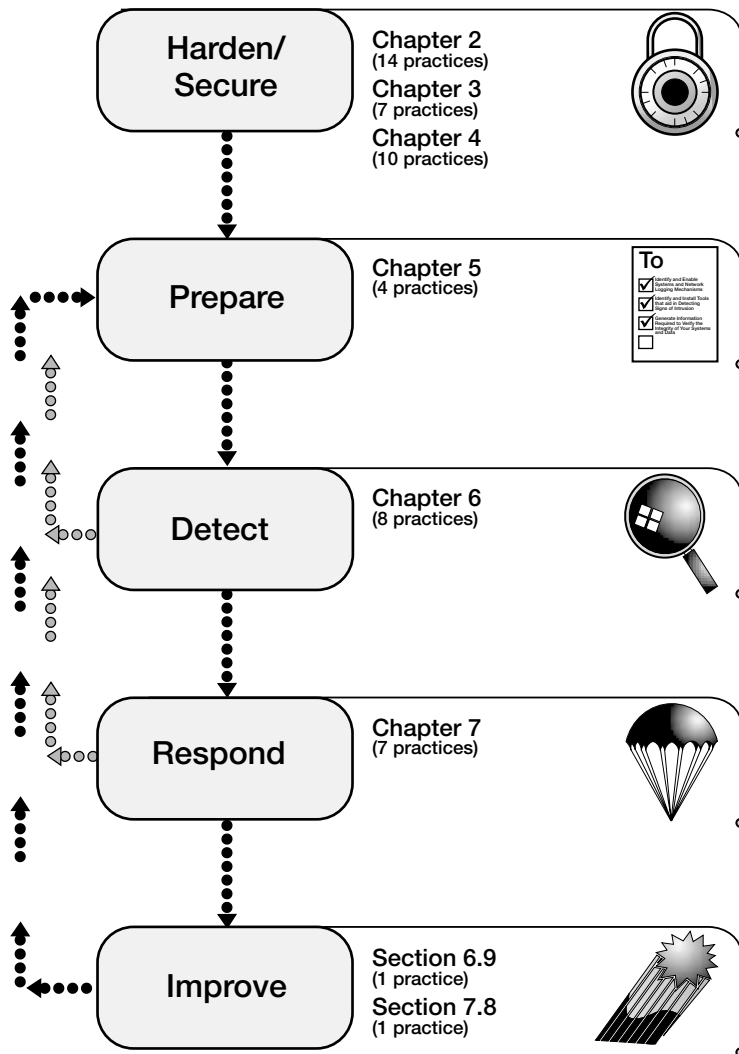 Harden/
Secure
Chapter 2
(14 practices)
Chapter 3
(7 practices)
Chapter 4
(10 practices)
Prepare
Chapter 5
(4 practices)
To
Identify and Enable
Systems and Network
Logging Mechanisms
Identify and Install Tools
that aid in Detecting
Signs of Intrusion
Generate Information
Required to Verify the
Integrity of Your Systems
and Data
Detect
Chapter 6
(8 practices)
Respond
Chapter 7
(7 practices)
Improve
Section 6.9
(1 practice)
Section 7.8
(1 practice)